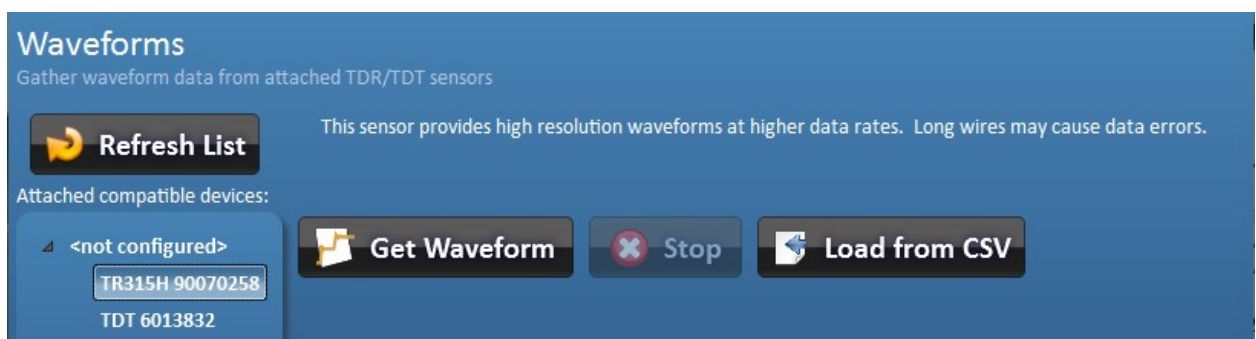 Waveforms
Gather waveform data from attached TDR/TDT sensors
Refresh List
This sensor provides high resolution waveforms at higher data rates. Long wires may cause data errors.
Attached compatible devices:
<not configured>
TR315H 90070258
TDT 6013832
Get Waveform
Stop
Load from CSV